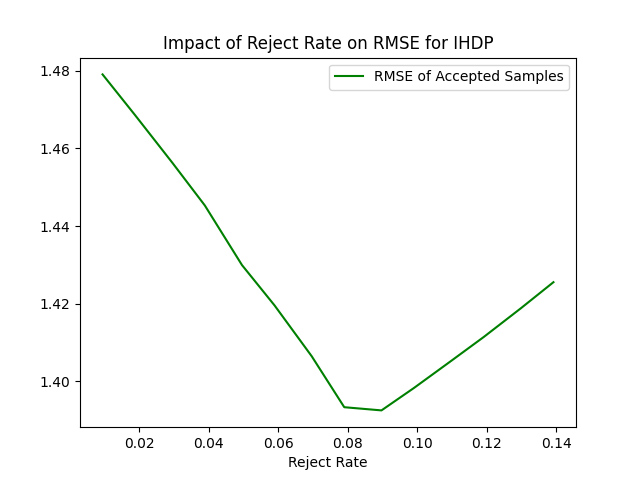 Impact of Reject Rate on RMSE for IHDP
RMSE of Accepted Samples
1.48
1.46
1.44
1.42
1.40
0.02 0.04 0.06 0.08 0.10 0.12 0.14
Reject Rate